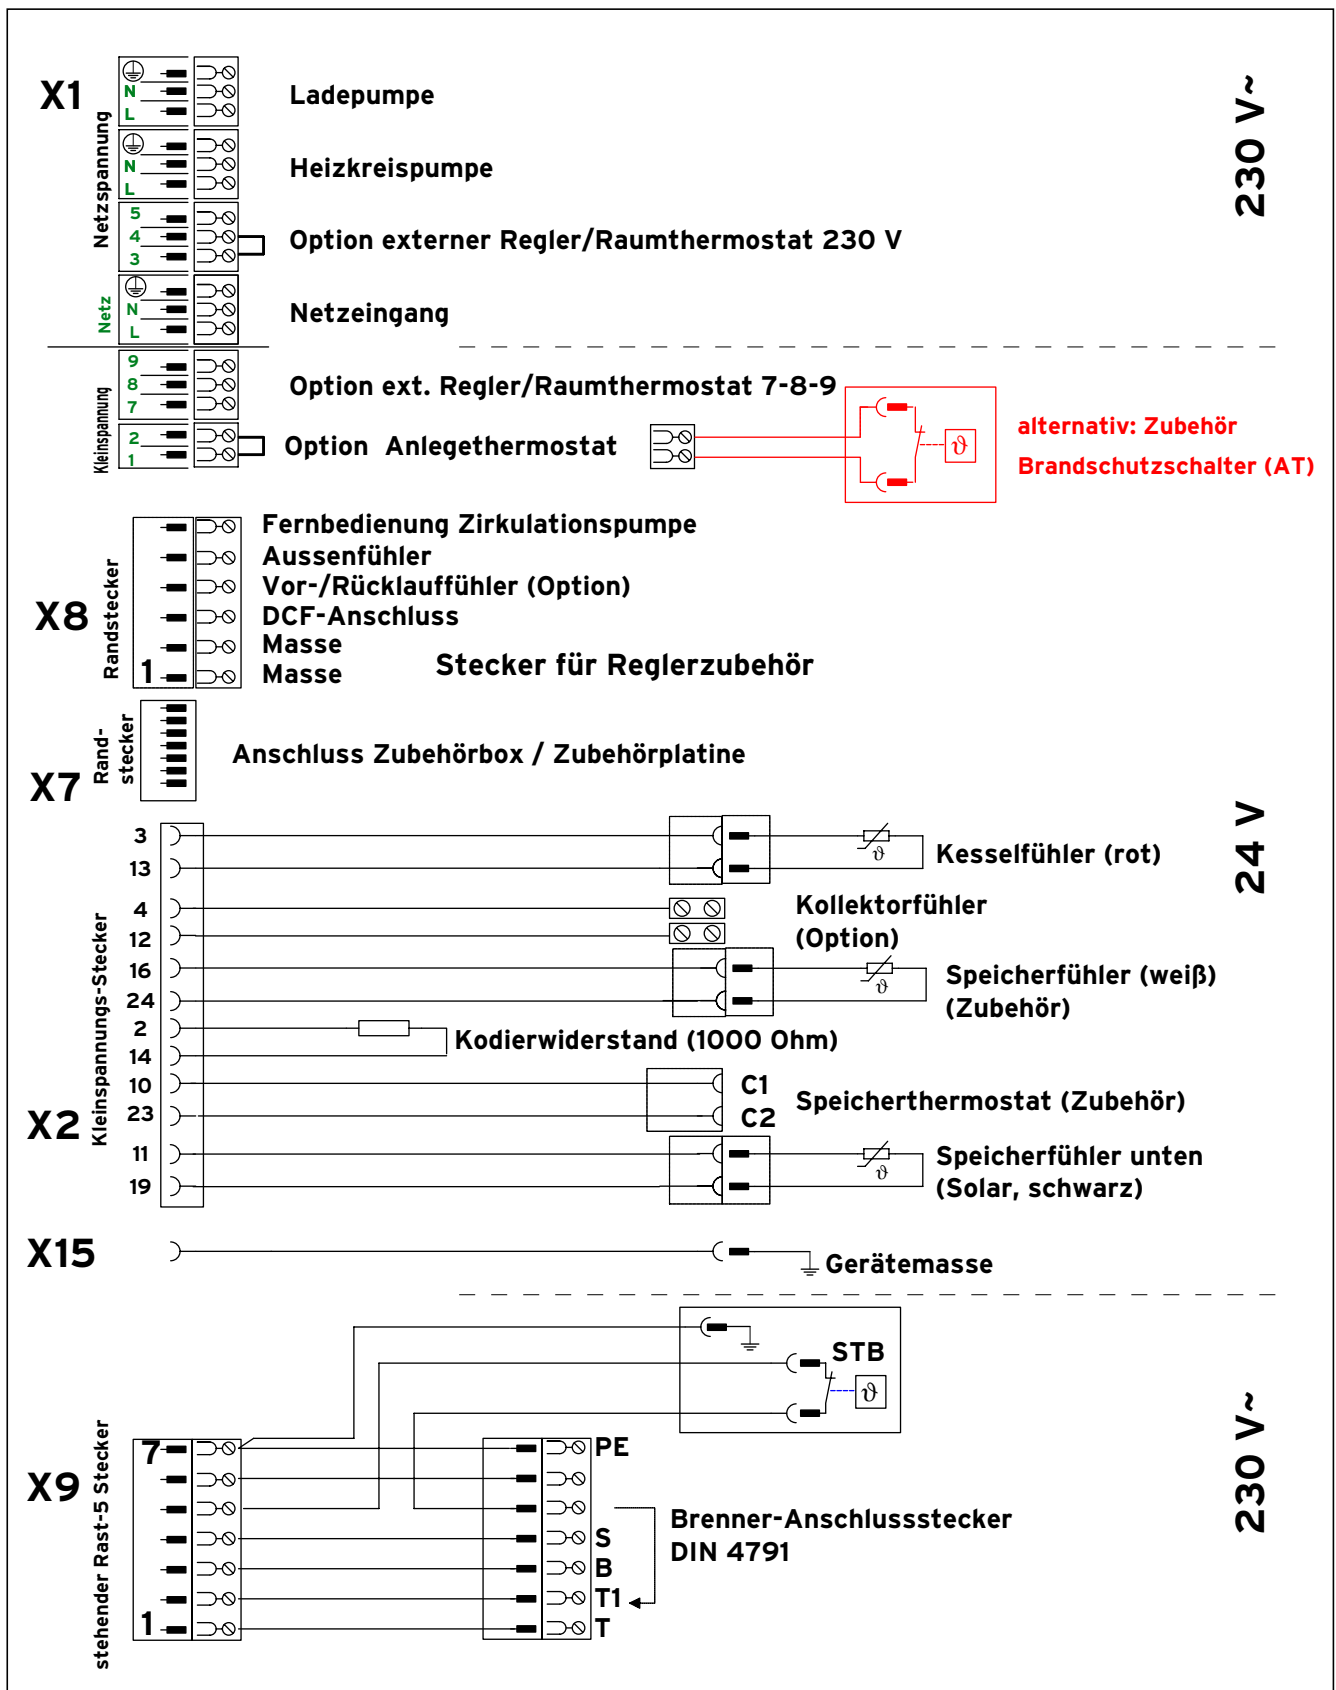 X1
Netzspannung
N
L
Ladepumpe
230 V~
N
L
Heizkreispumpe
5
4
3
Option externer Regler/Raumthermostat 230 V
Netz
N
L
Netzeingang
Kleinspannung
9
8
7
Option ext. Regler/Raumthermostat 7-8-9
2
1
Option Anlegethermostat
ϑ
alternativ: Zubehör
Brandschutzschalter (AT)
X8
Randstecker
1
Fernbedienung Zirkulationspumpe
Aussenfühler
Vor-/Rücklauffühler (Option)
DCF-Anschluss
Masse
Masse
Stecker für Reglerzubehör
X7
Rand-
stecker
Anschluss Zubehörbox / Zubehörplatine
24 V
X2
Kleinspannungs-Stecker
3
13
ϑ
Kesselfühler (rot)
4
12
Kollektorfühler
(Option)
16
24
ϑ
Speicherfühler (weiß)
(Zubehör)
2
14
Kodierwiderstand (1000 Ohm)
10
23
C1
C2
Speicherthermostat (Zubehör)
11
19
ϑ
Speicherfühler unten
(Solar, schwarz)
X15
Gerätemasse
STB
ϑ
230 V~
X9
stehender Rast-5 Stecker
7
1
PE
S
B
T1
T
Brenner-Anschlussstecker
DIN 4791